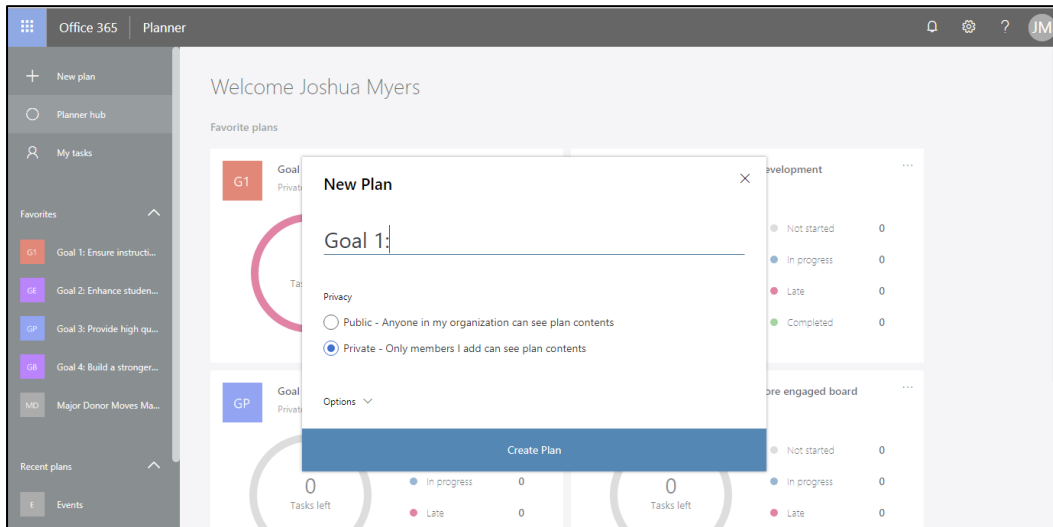 Office 365 Planner ? JM
New plan
Planner hub
My tasks
Favorites
G1 Goal 1: Ensure instructi...
GE Goal 2: Enhance studen...
GP Goal 3: Provide high qu...
GB Goal 4: Build a stronger...
MD Major Donor Moves Ma...
Recent plans
E Events
Welcome Joshua Myers
Favorite plans
G1 Goal
Privat
Tas
evelopment
Not started 0
In progress 0
Late 0
Completed 0
New Plan
Goal 1:
Privacy
Public - Anyone in my organization can see plan contents
Private - Only members I add can see plan contents
Options
Create Plan
GP Goal
Privat
0
Tasks left
In progress 0
Late 0
ore engaged board
0
Tasks left
Not started 0
In progress 0
Late 0